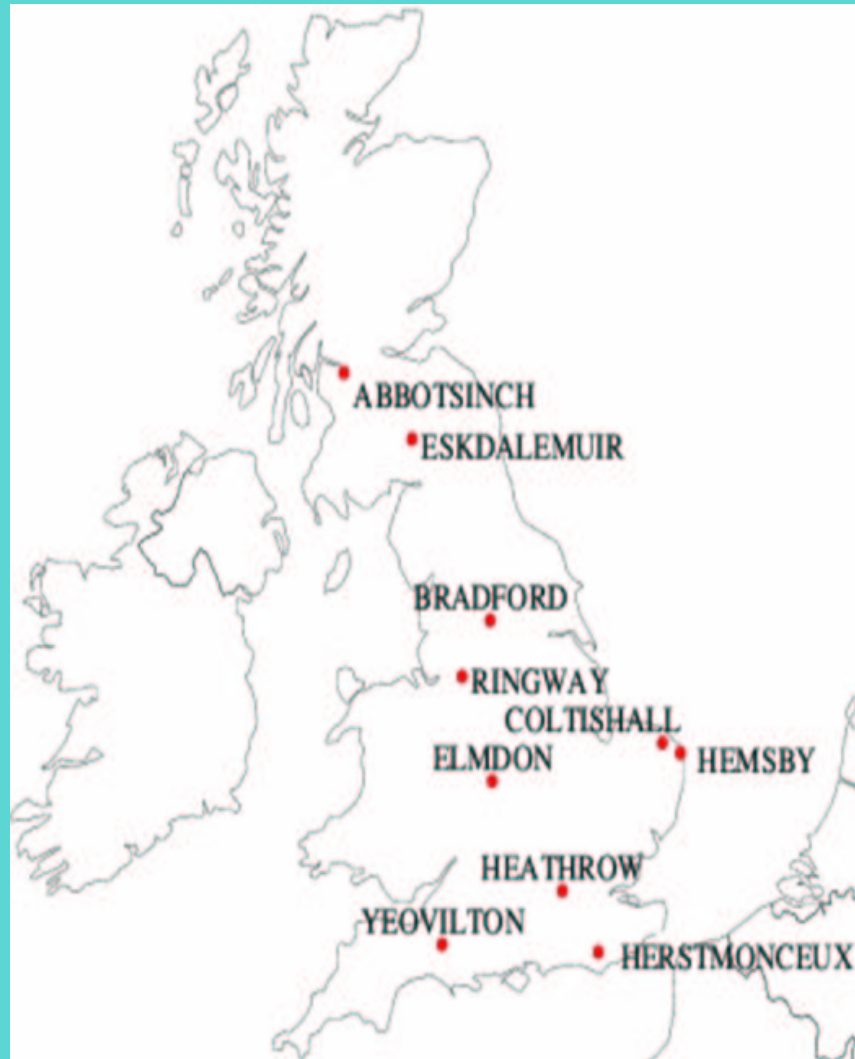 ABBOTSINCH
ESKDALEMUIR
BRADFORD
RINGWAY
COLTISHALL
ELMDON
HEMSBY
HEATHROW
YEOVILTON
HERSTMONCEUX